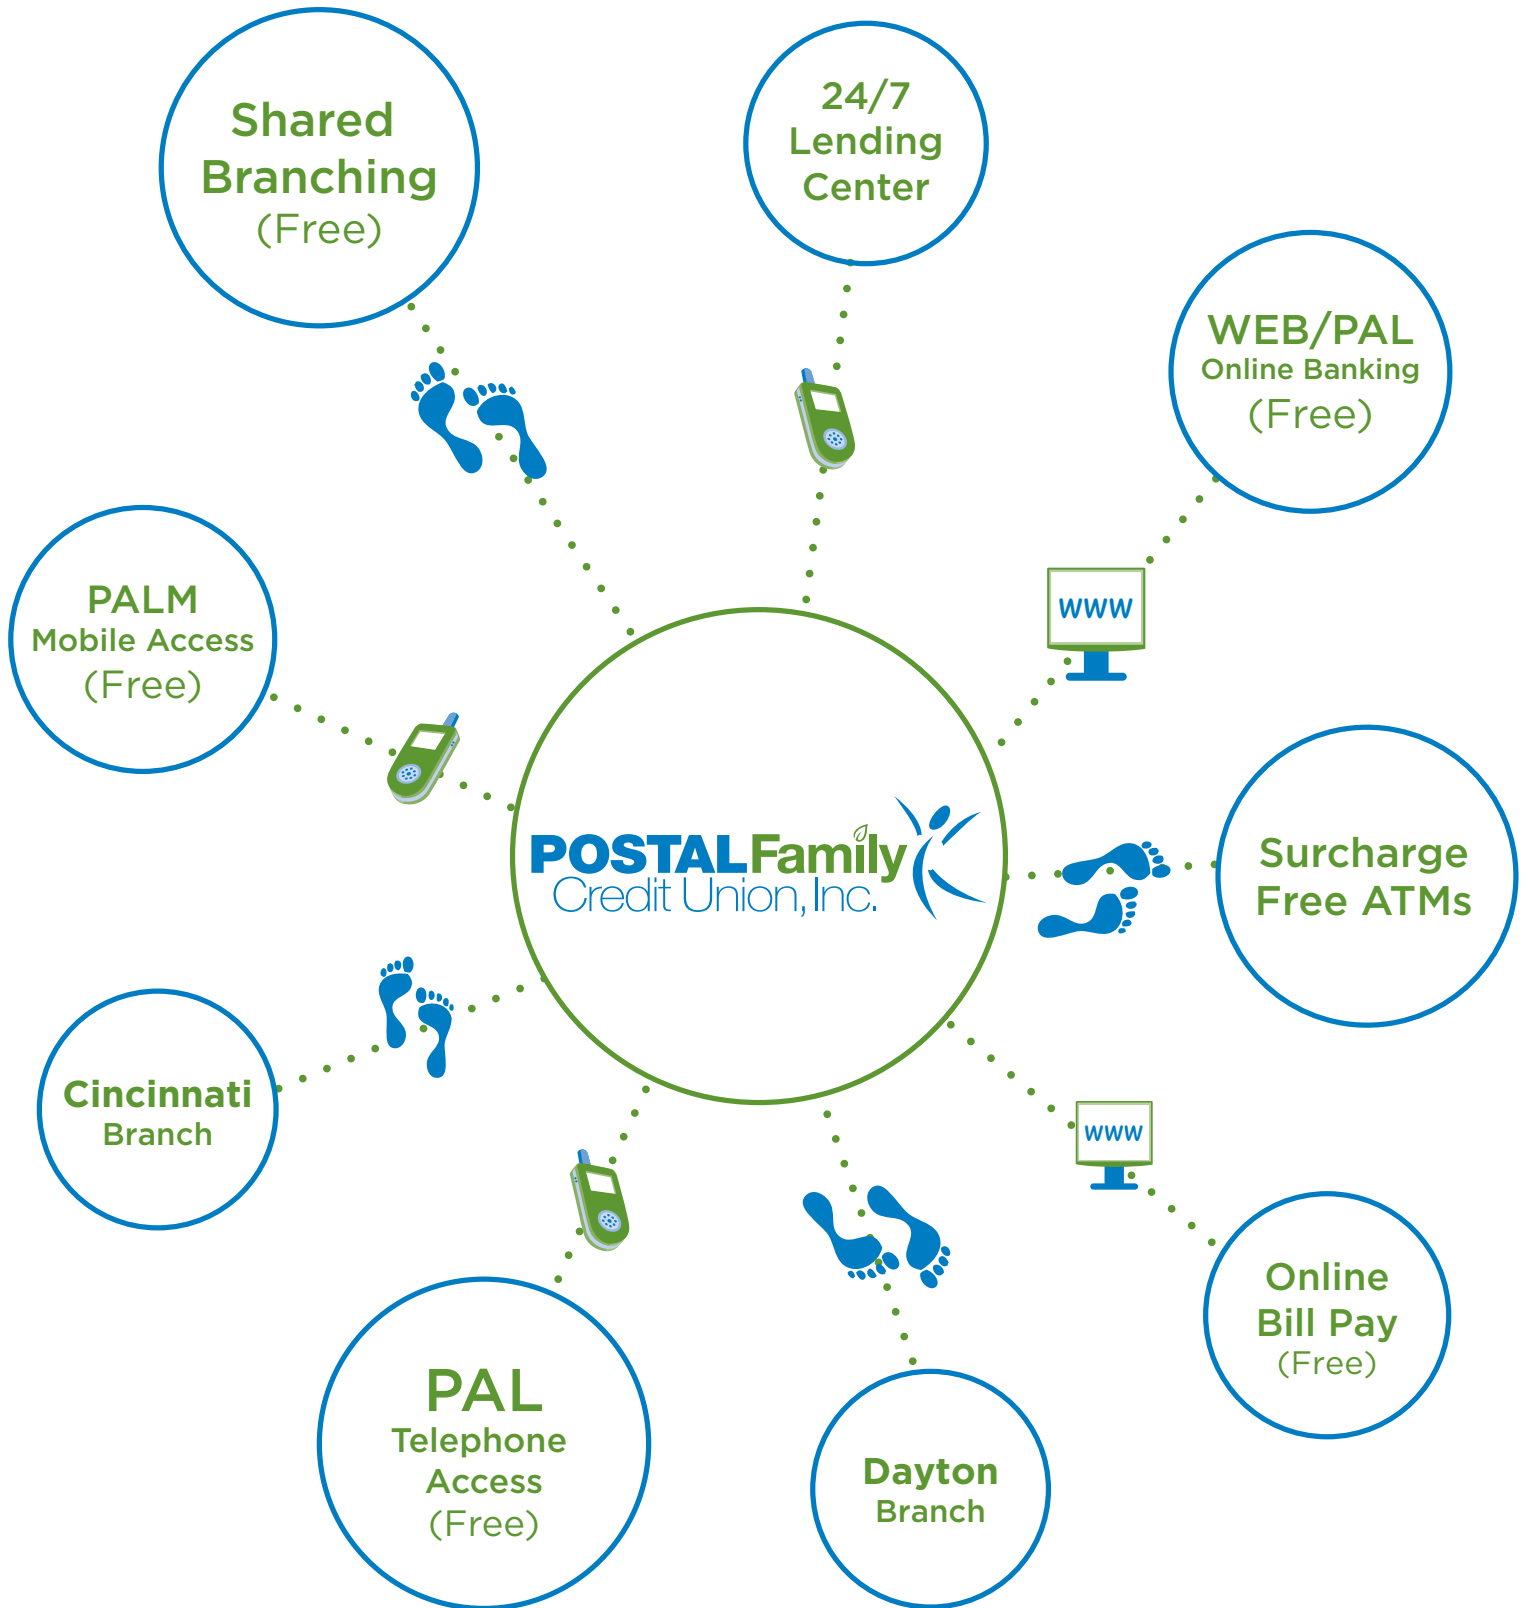 Shared
Branching
(Free)
24/7
Lending
Center
WEB/PAL
Online Banking
(Free)
PALM
Mobile Access
(Free)
www
POSTALFamily
Credit Union, Inc.
Surcharge
Free ATMs
Cincinnati
Branch
www
Online
Bill Pay
(Free)
PAL
Telephone
Access
(Free)
Dayton
Branch